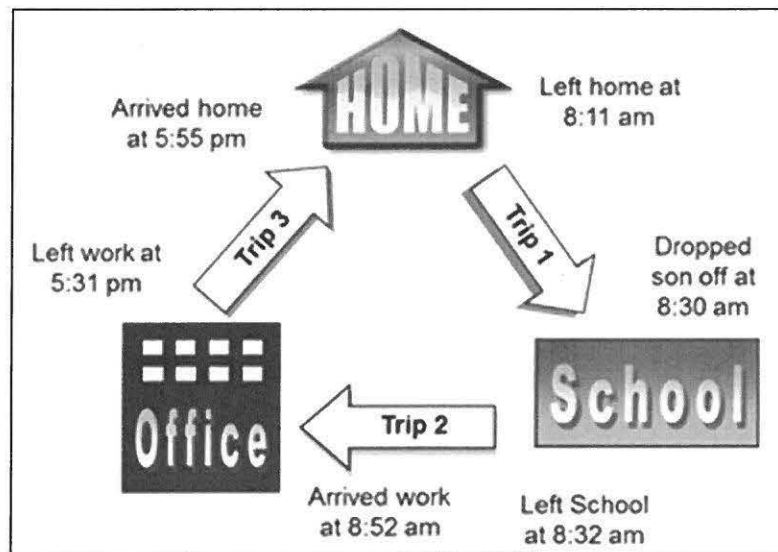 HOME
Left home at
8:11 am
Trip 1
Dropped
son off at
8:30 am
School
Left School
at 8:32 am
Trip 2
Arrived work
at 8:52 am
Office
Left work at
5:31 pm
Trip 3
Arrived home
at 5:55 pm